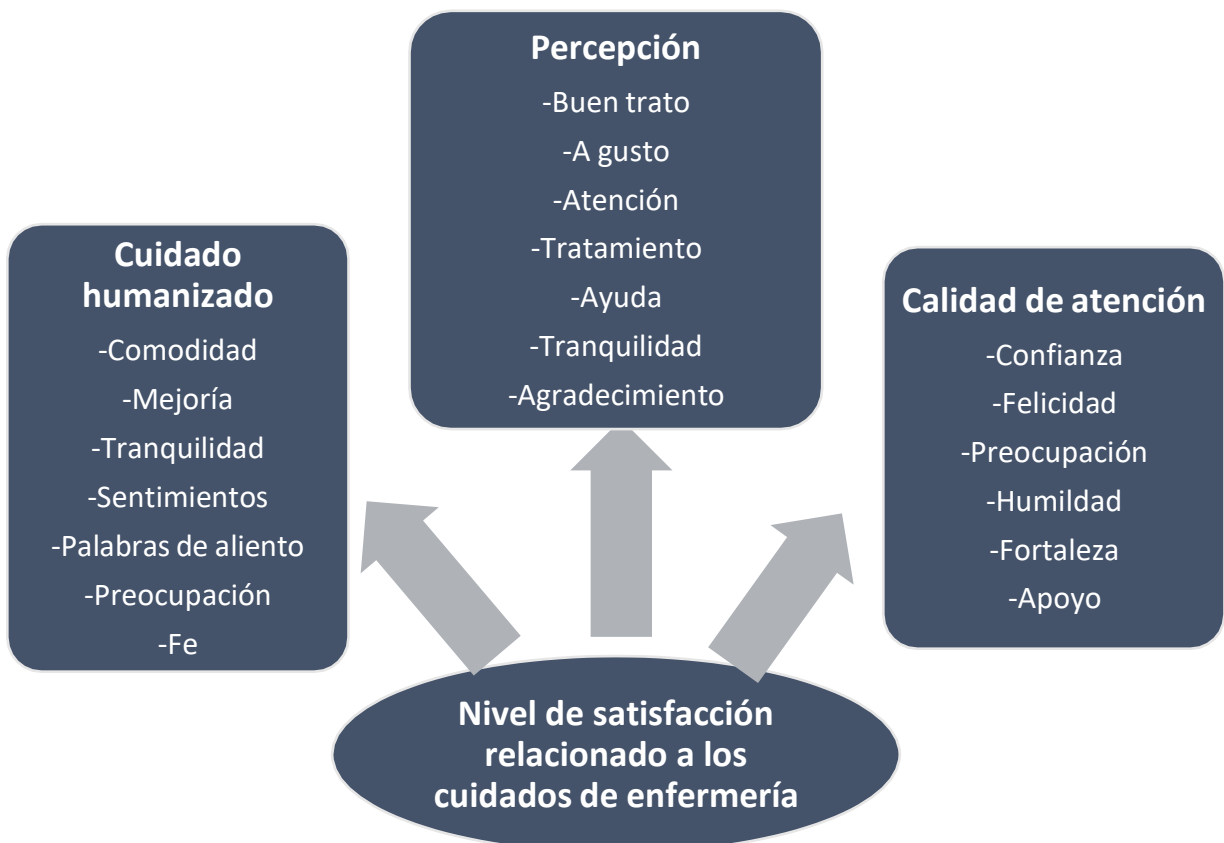 Percepción
-Buen trato
-A gusto
-Atención
-Tratamiento
-Ayuda
-Tranquilidad
-Agradecimiento
Cuidado
humanizado
-Comodidad
-Mejoría
-Tranquilidad
-Sentimientos
-Palabras de aliento
-Preocupación
-Fe
Calidad de atención
-Confianza
-Felicidad
-Preocupación
-Humildad
-Fortaleza
-Apoyo
Nivel de satisfacción
relacionado a los
cuidados de enfermería